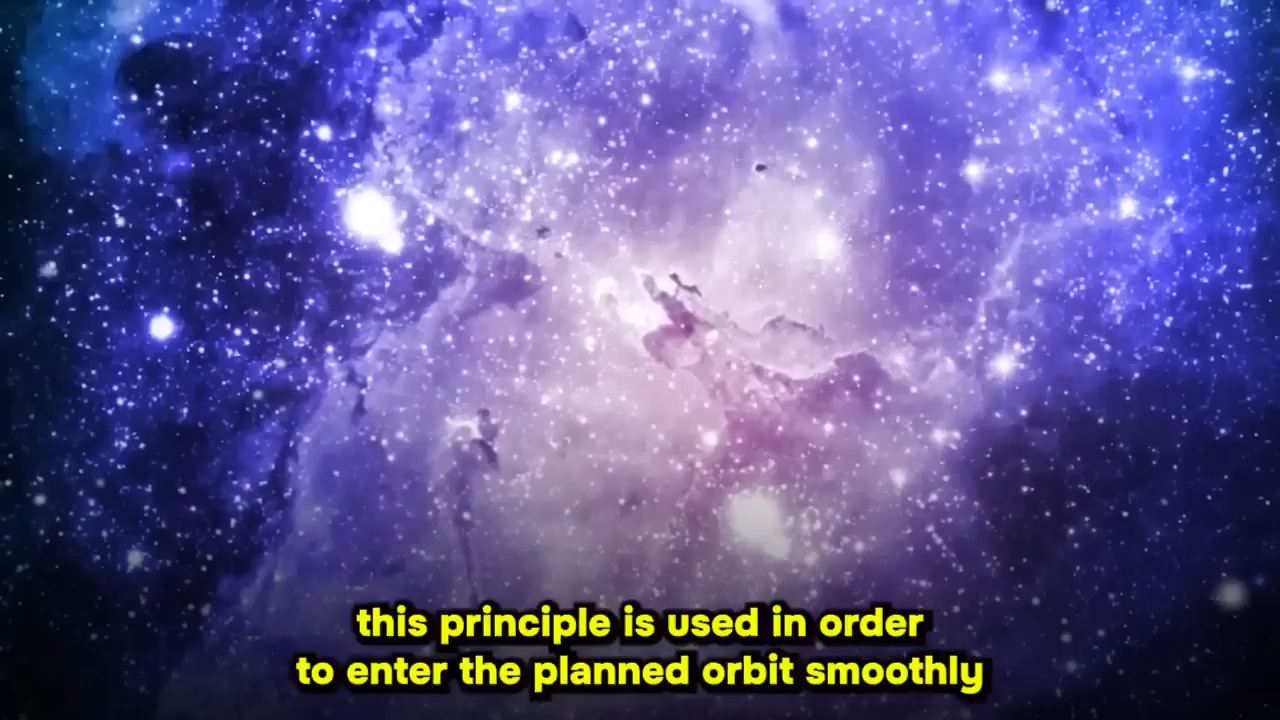 this principle is used in order
to enter the planned orbit smoothly